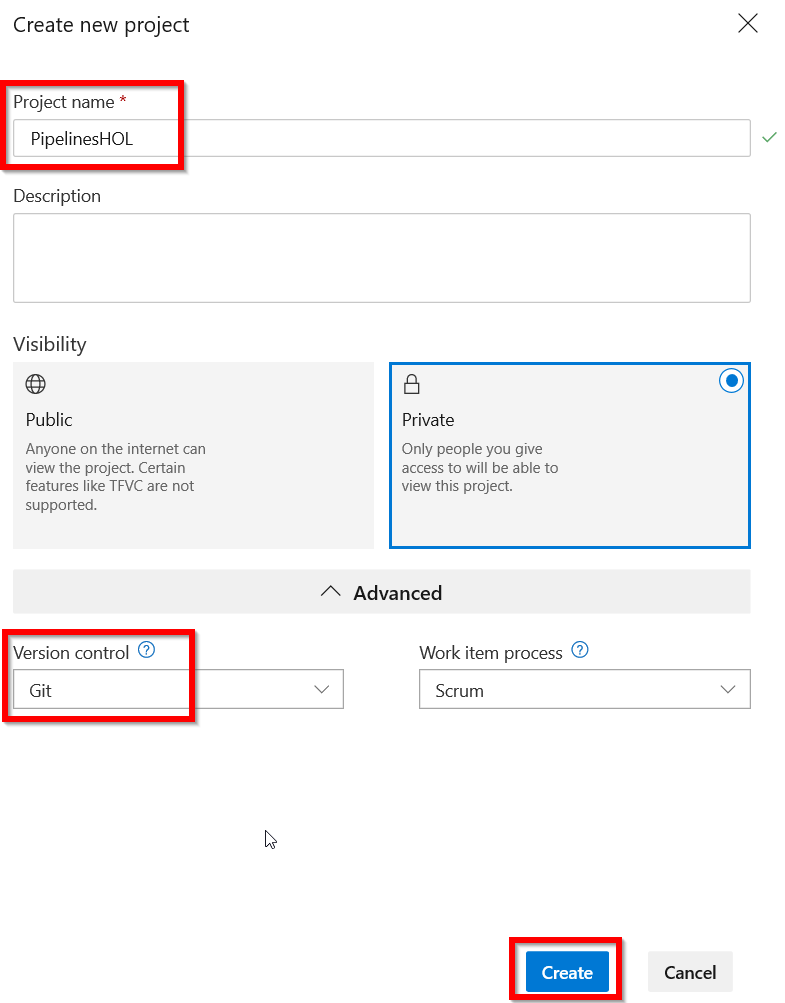 Create new project
Project name *
PipelinesHOL
Description
Visibility
Public
Anyone on the internet can
view the project. Certain
features like TFVC are not
supported.
Private
Only people you give
access to will be able to
view this project.
Advanced
Version control ?
Git
Work item process ?
Scrum
Create
Cancel